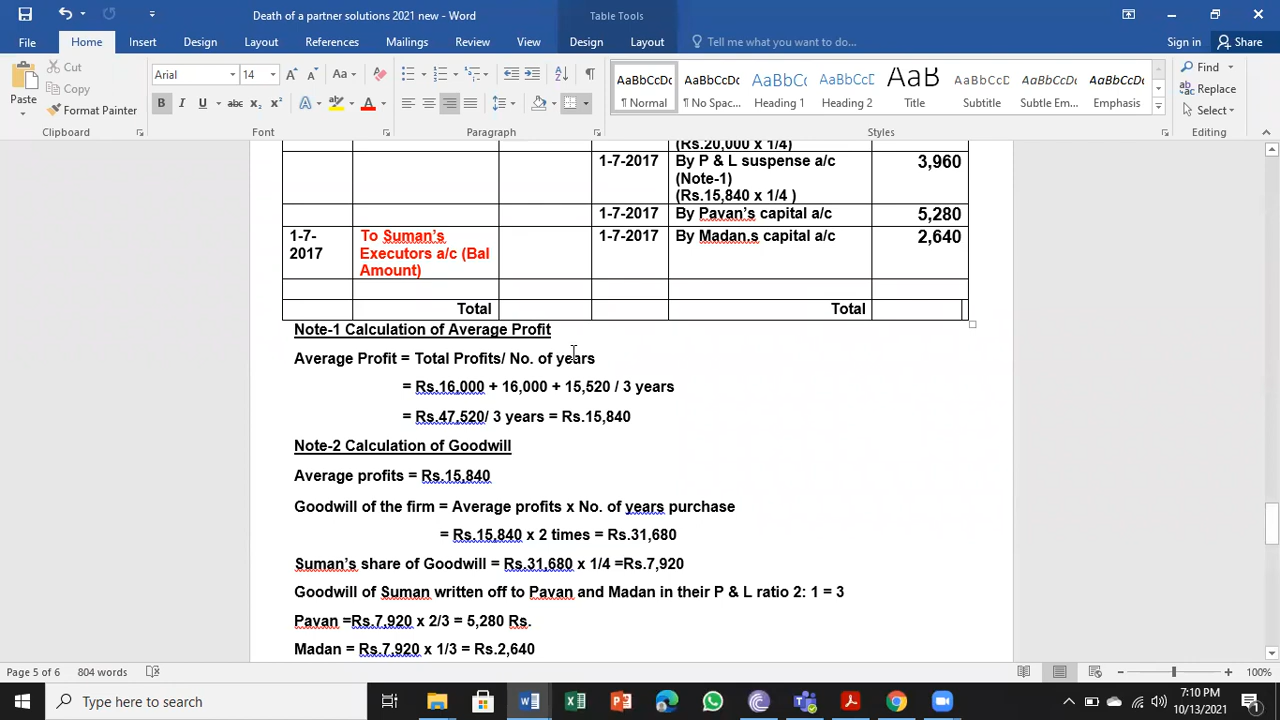 Death of a partner solutions 2021 new - Word
Table Tools
Sign in
Share
File
Home
Insert
Design
Layout
References
Mailings
Review
View
Design
Layout
Tell me what you want to do...
Paste
Cut
Copy
Format Painter
Clipboard
Arial
14
Font
Paragraph
AaBbCcDc
¶ Normal
AaBbCcDc
¶ No Spac...
AaBbCc
Heading 1
AaBbCcD
Heading 2
AaB
Title
AaBbCcD
Subtitle
AaBbCcDc
Subtle Em...
AaBbCcDc
Emphasis
Styles
Find
Replace
Select
Editing
(Rs.20,000 x 1/4)
1-7-2017 By P & L suspense a/c 3,960
(Note-1)
(Rs.15,840 x 1/4 )
1-7-2017 By Pavan's capital a/c 5,280
1-7- To Suman's 1-7-2017 By Madan,s capital a/c 2,640
2017 Executors a/c (Bal
Amount)
Total Total
Note-1 Calculation of Average Profit
Average Profit = Total Profits/ No. of years
= Rs.16,000 + 16,000 + 15,520 / 3 years
= Rs.47,520/ 3 years = Rs.15,840
Note-2 Calculation of Goodwill
Average profits = Rs.15,840
Goodwill of the firm = Average profits x No. of years purchase
= Rs.15,840 x 2 times = Rs.31,680
Suman's share of Goodwill = Rs.31,680 x 1/4 =Rs.7,920
Goodwill of Suman written off to Pavan and Madan in their P & L ratio 2: 1 = 3
Pavan =Rs.7,920 x 2/3 = 5,280 Rs.
Madan = Rs.7,920 x 1/3 = Rs.2,640
Page 5 of 6
804 words
100%
Type here to search
7:10 PM
10/13/2021